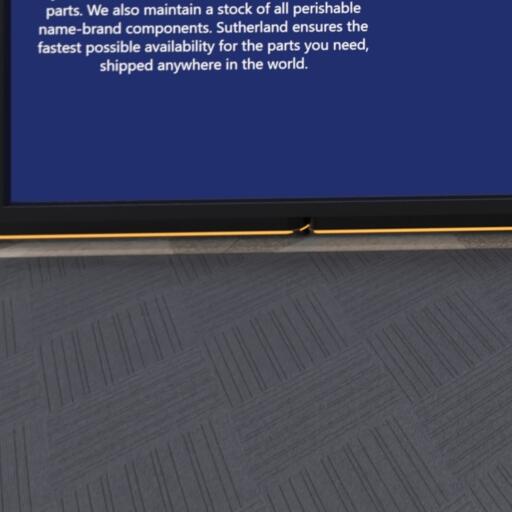 parts. We also maintain a stock of all perishable
name-brand components. Sutherland ensures the
fastest possible availability for the parts you need,
shipped anywhere in the world.